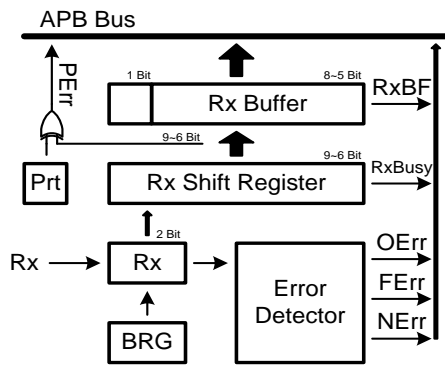 APB Bus
PErr
1 Bit
8~5 Bit
Rx Buffer
RxBF
9~6 Bit
9~6 Bit
Prt
Rx Shift Register
RxBusy
2 Bit
Rx
Rx
OErr
FErr
NErr
Error
Detector
BRG